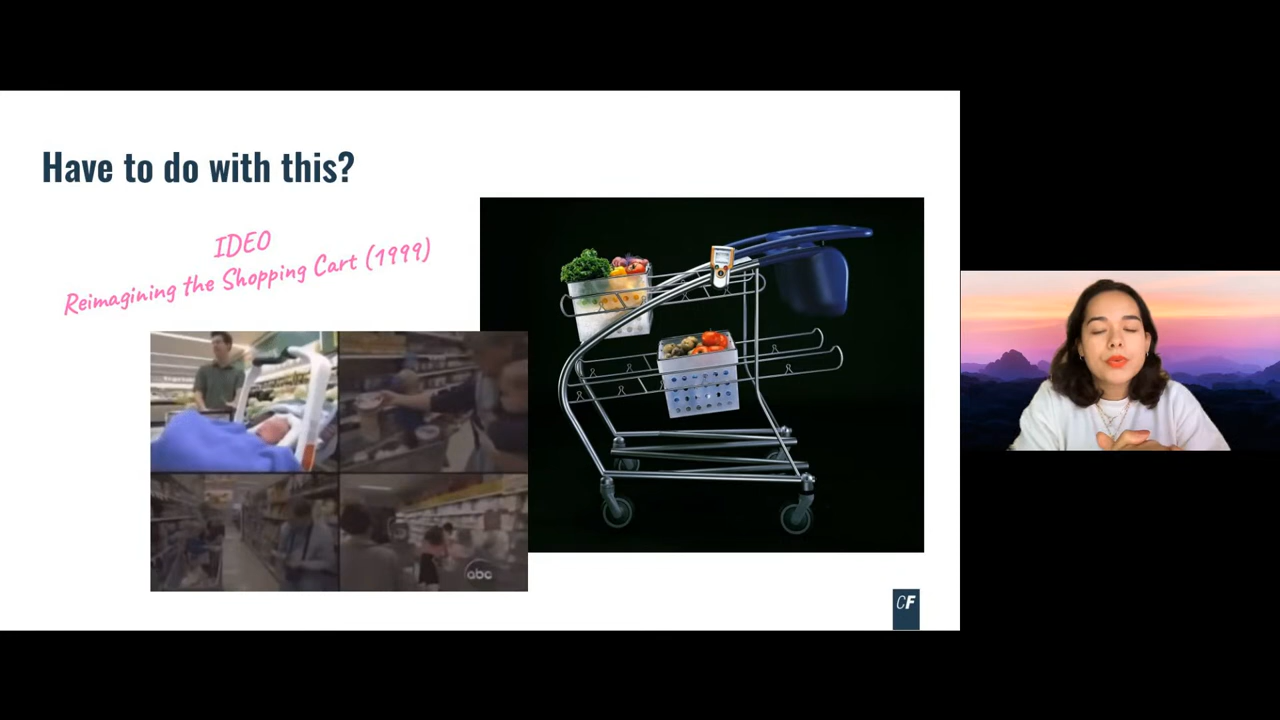 Have to do with this?
IDEO
Reimagining the Shopping Cart (1999)
abc
CF